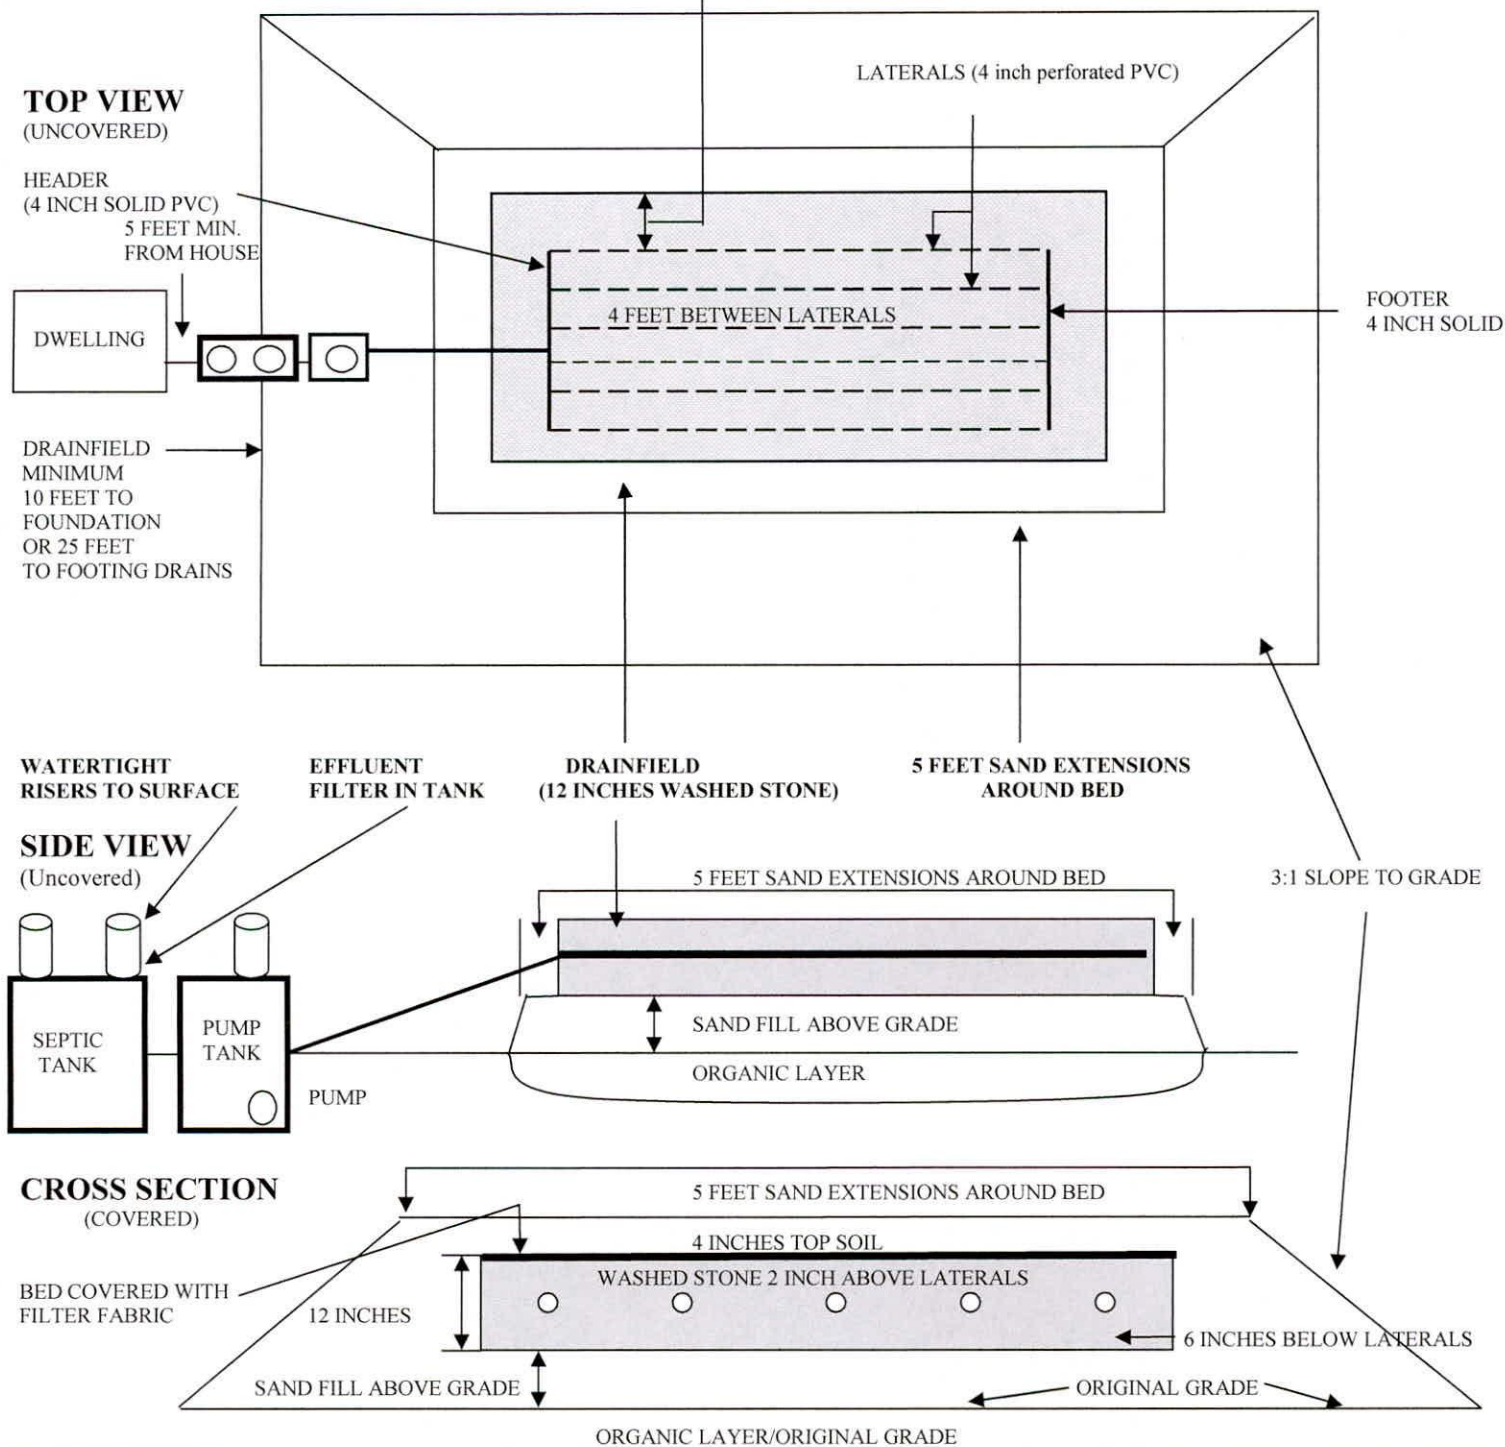 LATERALS (4 inch perforated PVC)
TOP VIEW
(UNCOVERED)
HEADER
(4 INCH SOLID PVC)
5 FEET MIN.
FROM HOUSE
DWELLING
4 FEET BETWEEN LATERALS
FOOTER
4 INCH SOLID
DRAINFIELD
MINIMUM
10 FEET TO
FOUNDATION
OR 25 FEET
TO FOOTING DRAINS
WATERTIGHT
RISERS TO SURFACE
EFFLUENT
FILTER IN TANK
DRAINFIELD
(12 INCHES WASHED STONE)
5 FEET SAND EXTENSIONS
AROUND BED
SIDE VIEW
(Uncovered)
5 FEET SAND EXTENSIONS AROUND BED
3:1 SLOPE TO GRADE
SEPTIC
TANK
PUMP
TANK
PUMP
SAND FILL ABOVE GRADE
ORGANIC LAYER
CROSS SECTION
(COVERED)
5 FEET SAND EXTENSIONS AROUND BED
4 INCHES TOP SOIL
WASHED STONE 2 INCH ABOVE LATERALS
BED COVERED WITH
FILTER FABRIC
12 INCHES
6 INCHES BELOW LATERALS
SAND FILL ABOVE GRADE
ORIGINAL GRADE
ORGANIC LAYER/ORIGINAL GRADE